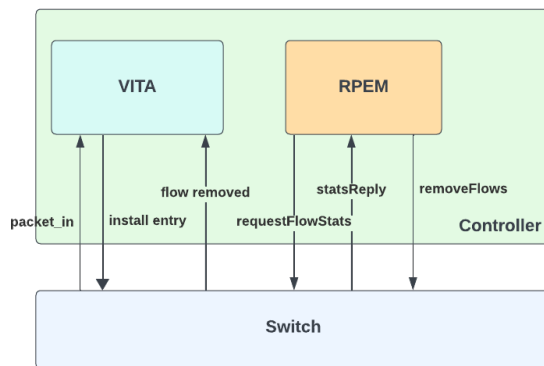 VITA
RPEM
flow removed
statsReply
removeFlows
packet_in
install entry
requestFlowStats
Controller
Switch